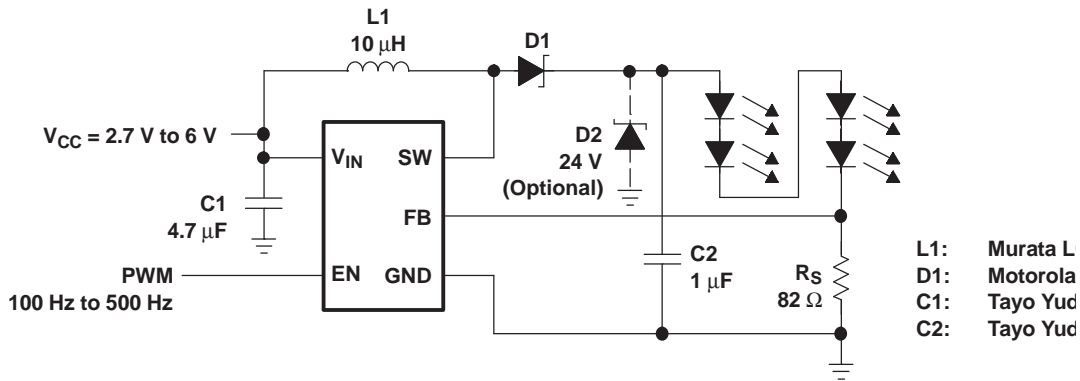 L1
10 μH
D1
VCC = 2.7 V to 6 V
VIN
SW
D2
24 V
(Optional)
C1
4.7 μF
FB
C2
1 μF
RS
82 Ω
PWM
100 Hz to 500 Hz
EN
GND
L1: Murata
D1: Motorola
C1: Tayo
C2: Tayo